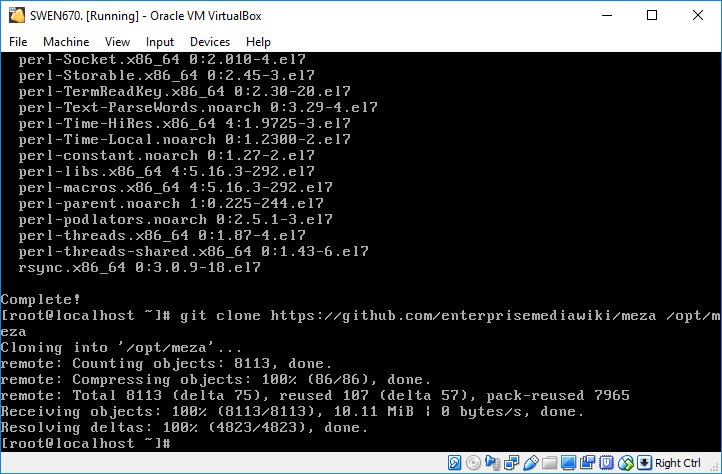 SWEN670. [Running] - Oracle VM VirtualBox
File Machine View Input Devices Help
perl-Socket.x86_64 0:2.010-4.el7
perl-Storable.x86_64 0:2.45-3.el7
perl-TermReadKey.x86_64 0:2.30-20.el7
perl-Text-ParseWords.noarch 0:3.29-4.el7
perl-Time-HiRes.x86_64 4:1.9725-3.el7
perl-Time-Local.noarch 0:1.2300-2.el7
perl-constant.noarch 0:1.27-2.el7
perl-libs.x86_64 4:5.16.3-292.el7
perl-macros.x86_64 4:5.16.3-292.el7
perl-parent.noarch 1:0.225-244.el7
perl-podlators.noarch 0:2.5.1-3.el7
perl-threads.x86_64 0:1.87-4.el7
perl-threads-shared.x86_64 0:1.43-6.el7
rsync.x86_64 0:3.0.9-18.el7
Complete!
[root@localhost ~]# git clone https://github.com/enterprisemediawiki/meza /opt/m
eza
Cloning into '/opt/meza'...
remote: Counting objects: 8113, done.
remote: Compressing objects: 100% (86/86), done.
remote: Total 8113 (delta 75), reused 107 (delta 57), pack-reused 7965
Receiving objects: 100% (8113/8113), 10.11 MiB | 0 bytes/s, done.
Resolving deltas: 100% (4823/4823), done.
[root@localhost ~]#
Right Ctrl